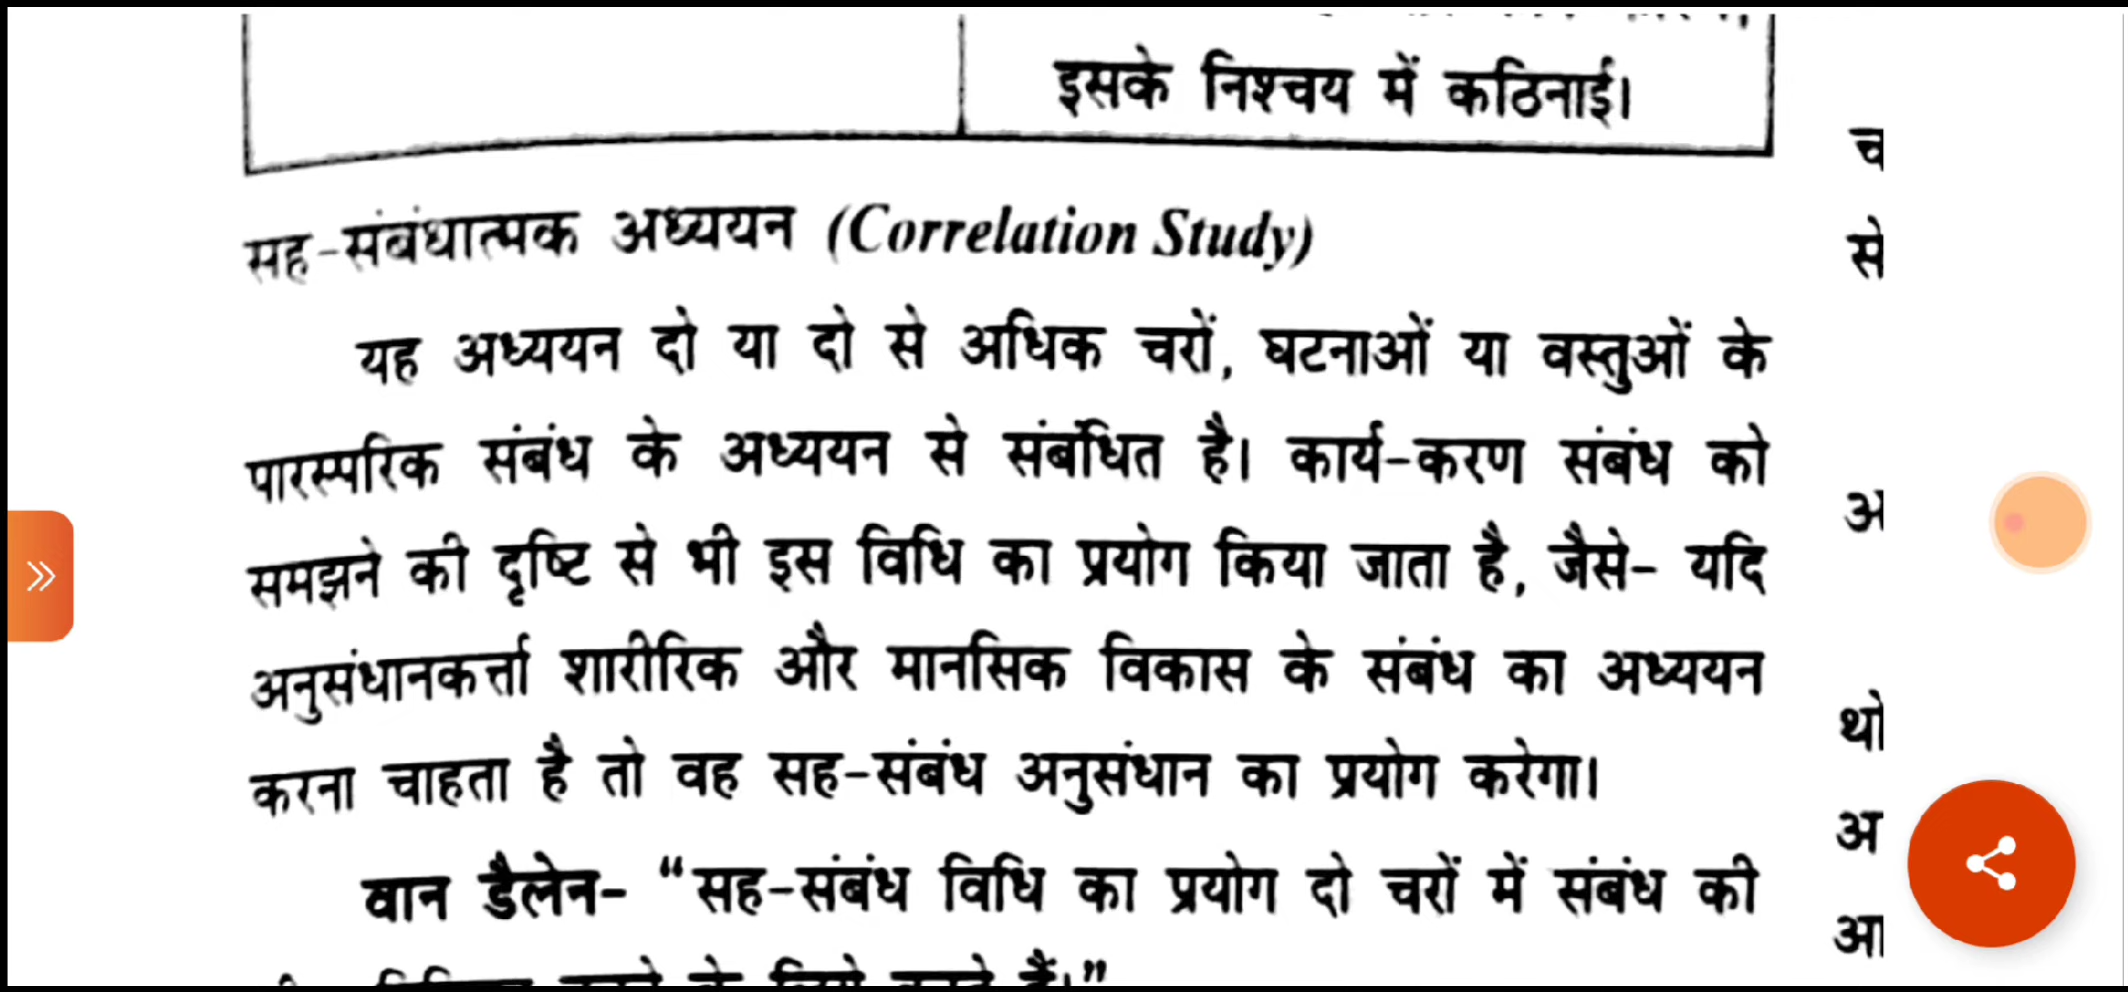 इसके निश्चय में कठिनाई।
सह-संबंधात्मक अध्ययन (Correlation Study)
यह अध्ययन दो या दो से अधिक चरों, घटनाओं या वस्तुओं के
पारस्परिक संबंध के अध्ययन से संबंधित है। कार्य-करण संबंध को
समझने की दृष्टि से भी इस विधि का प्रयोग किया जाता है, जैसे- यदि
अनुसंधानकर्त्ता शारीरिक और मानसिक विकास के संबंध का अध्ययन
करना चाहता है तो वह सह-संबंध अनुसंधान का प्रयोग करेगा।
वान डैलेन- “सह-संबंध विधि का प्रयोग दो चरों में संबंध की
च
से
अ
थो
अ
आ